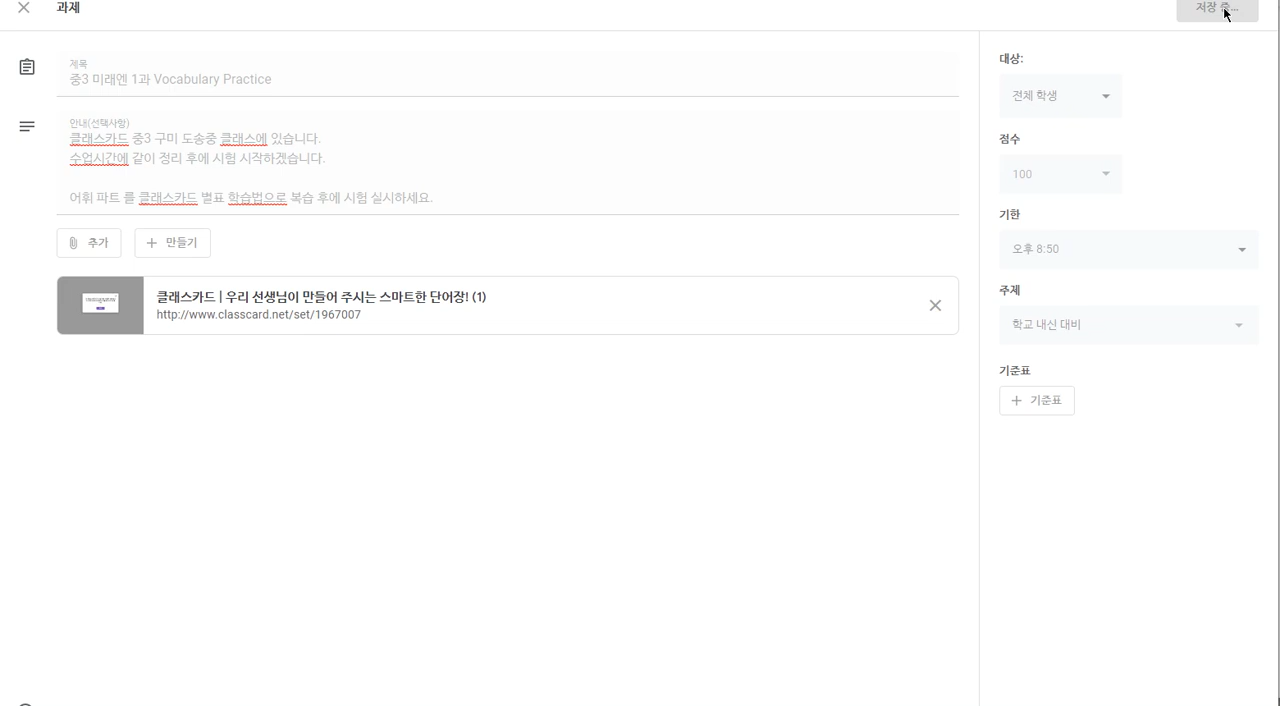 과제
저장 중...
제목
중3 미래엔 1과 Vocabulary Practice
안내(선택사항)
클래스카드 중3 구미 도송중 클래스에 있습니다.
수업시간에 같이 정리 후에 시험 시작하겠습니다.
어휘 파트 를 클래스카드 별표 학습법으로 복습 후에 시험 실시하세요.
추가
만들기
클래스카드 | 우리 선생님이 만들어 주시는 스마트한 단어장! (1)
http://www.classcard.net/set/1967007
대상:
전체 학생
점수
100
기한
오후 8:50
주제
학교 내신 대비
기준표
기준표